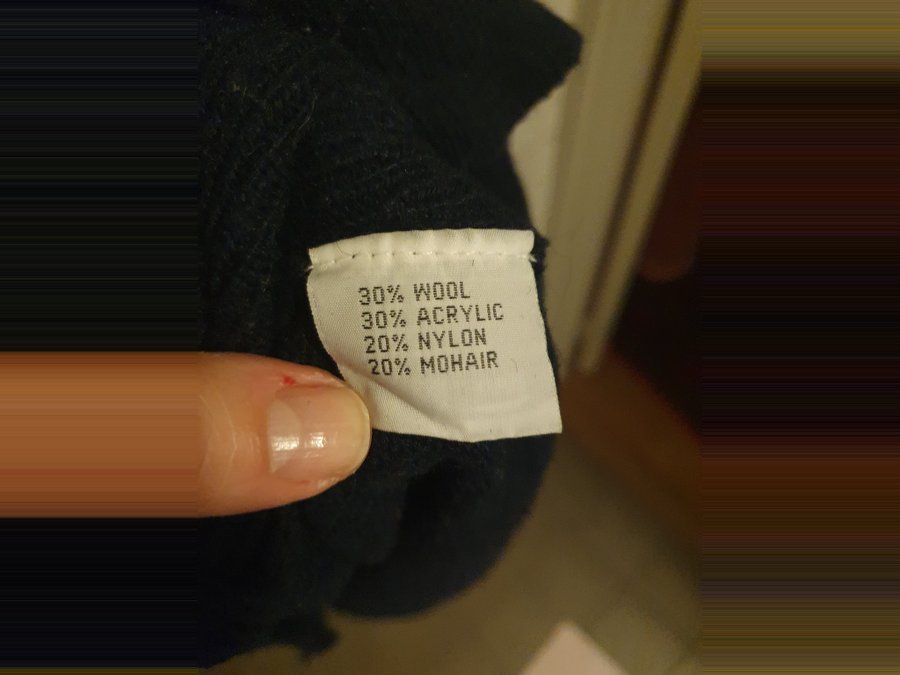 30% WOOL
30% ACRYLIC
20% NYLON
20% MOHAIR